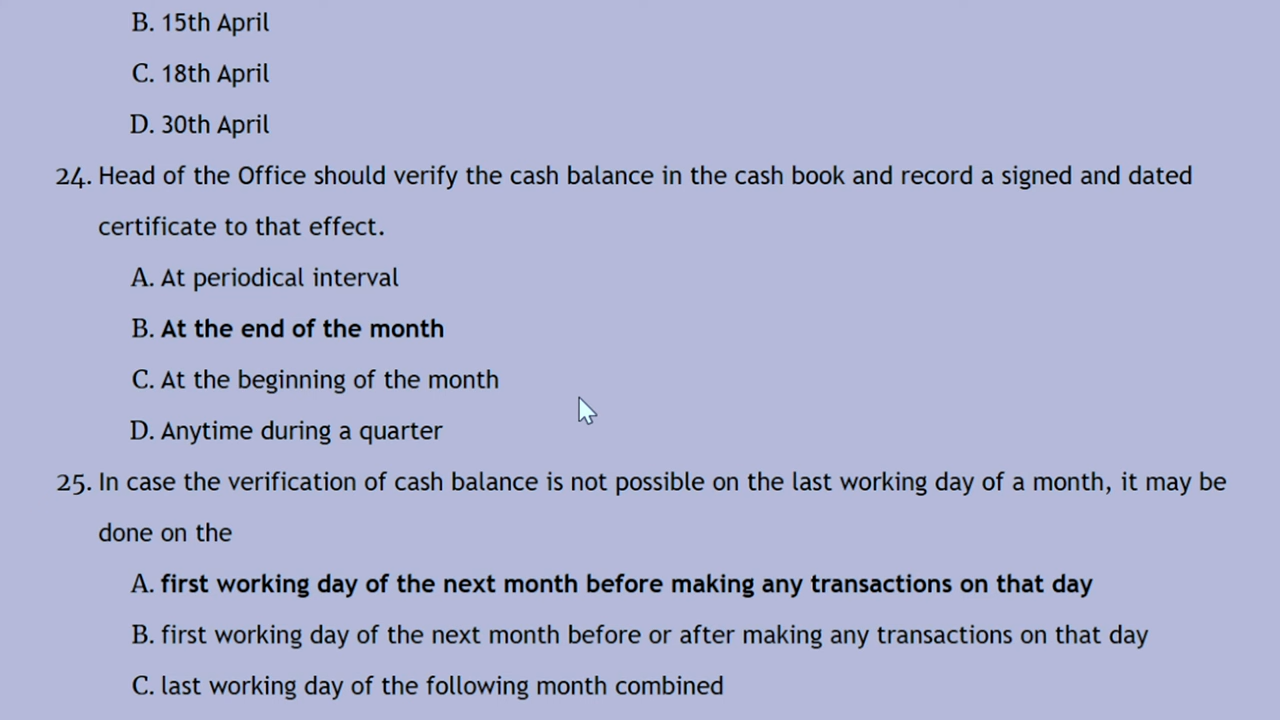 B. 15th April
C. 18th April
D. 30th April
24. Head of the Office should verify the cash balance in the cash book and record a signed and dated
certificate to that effect.
A. At periodical interval
B. At the end of the month
C. At the beginning of the month
D. Anytime during a quarter
25. In case the verification of cash balance is not possible on the last working day of a month, it may be
done on the
A. first working day of the next month before making any transactions on that day
B. first working day of the next month before or after making any transactions on that day
C. last working day of the following month combined